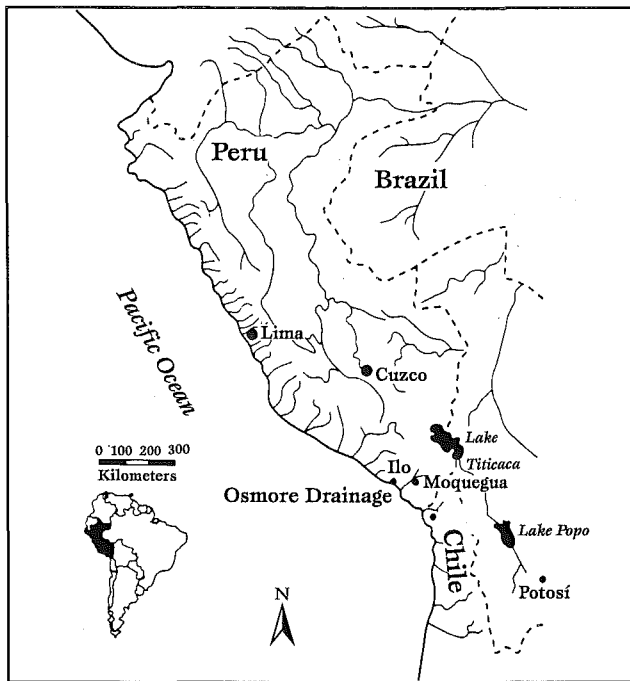 Peru
Brazil
Pacific Ocean
Lima
Cuzco
Lake
Titicaca
Ilo
Moquegua
Osmore Drainage
0 100 200 300
Kilometers
Chile
Lake Popo
Potosí
N